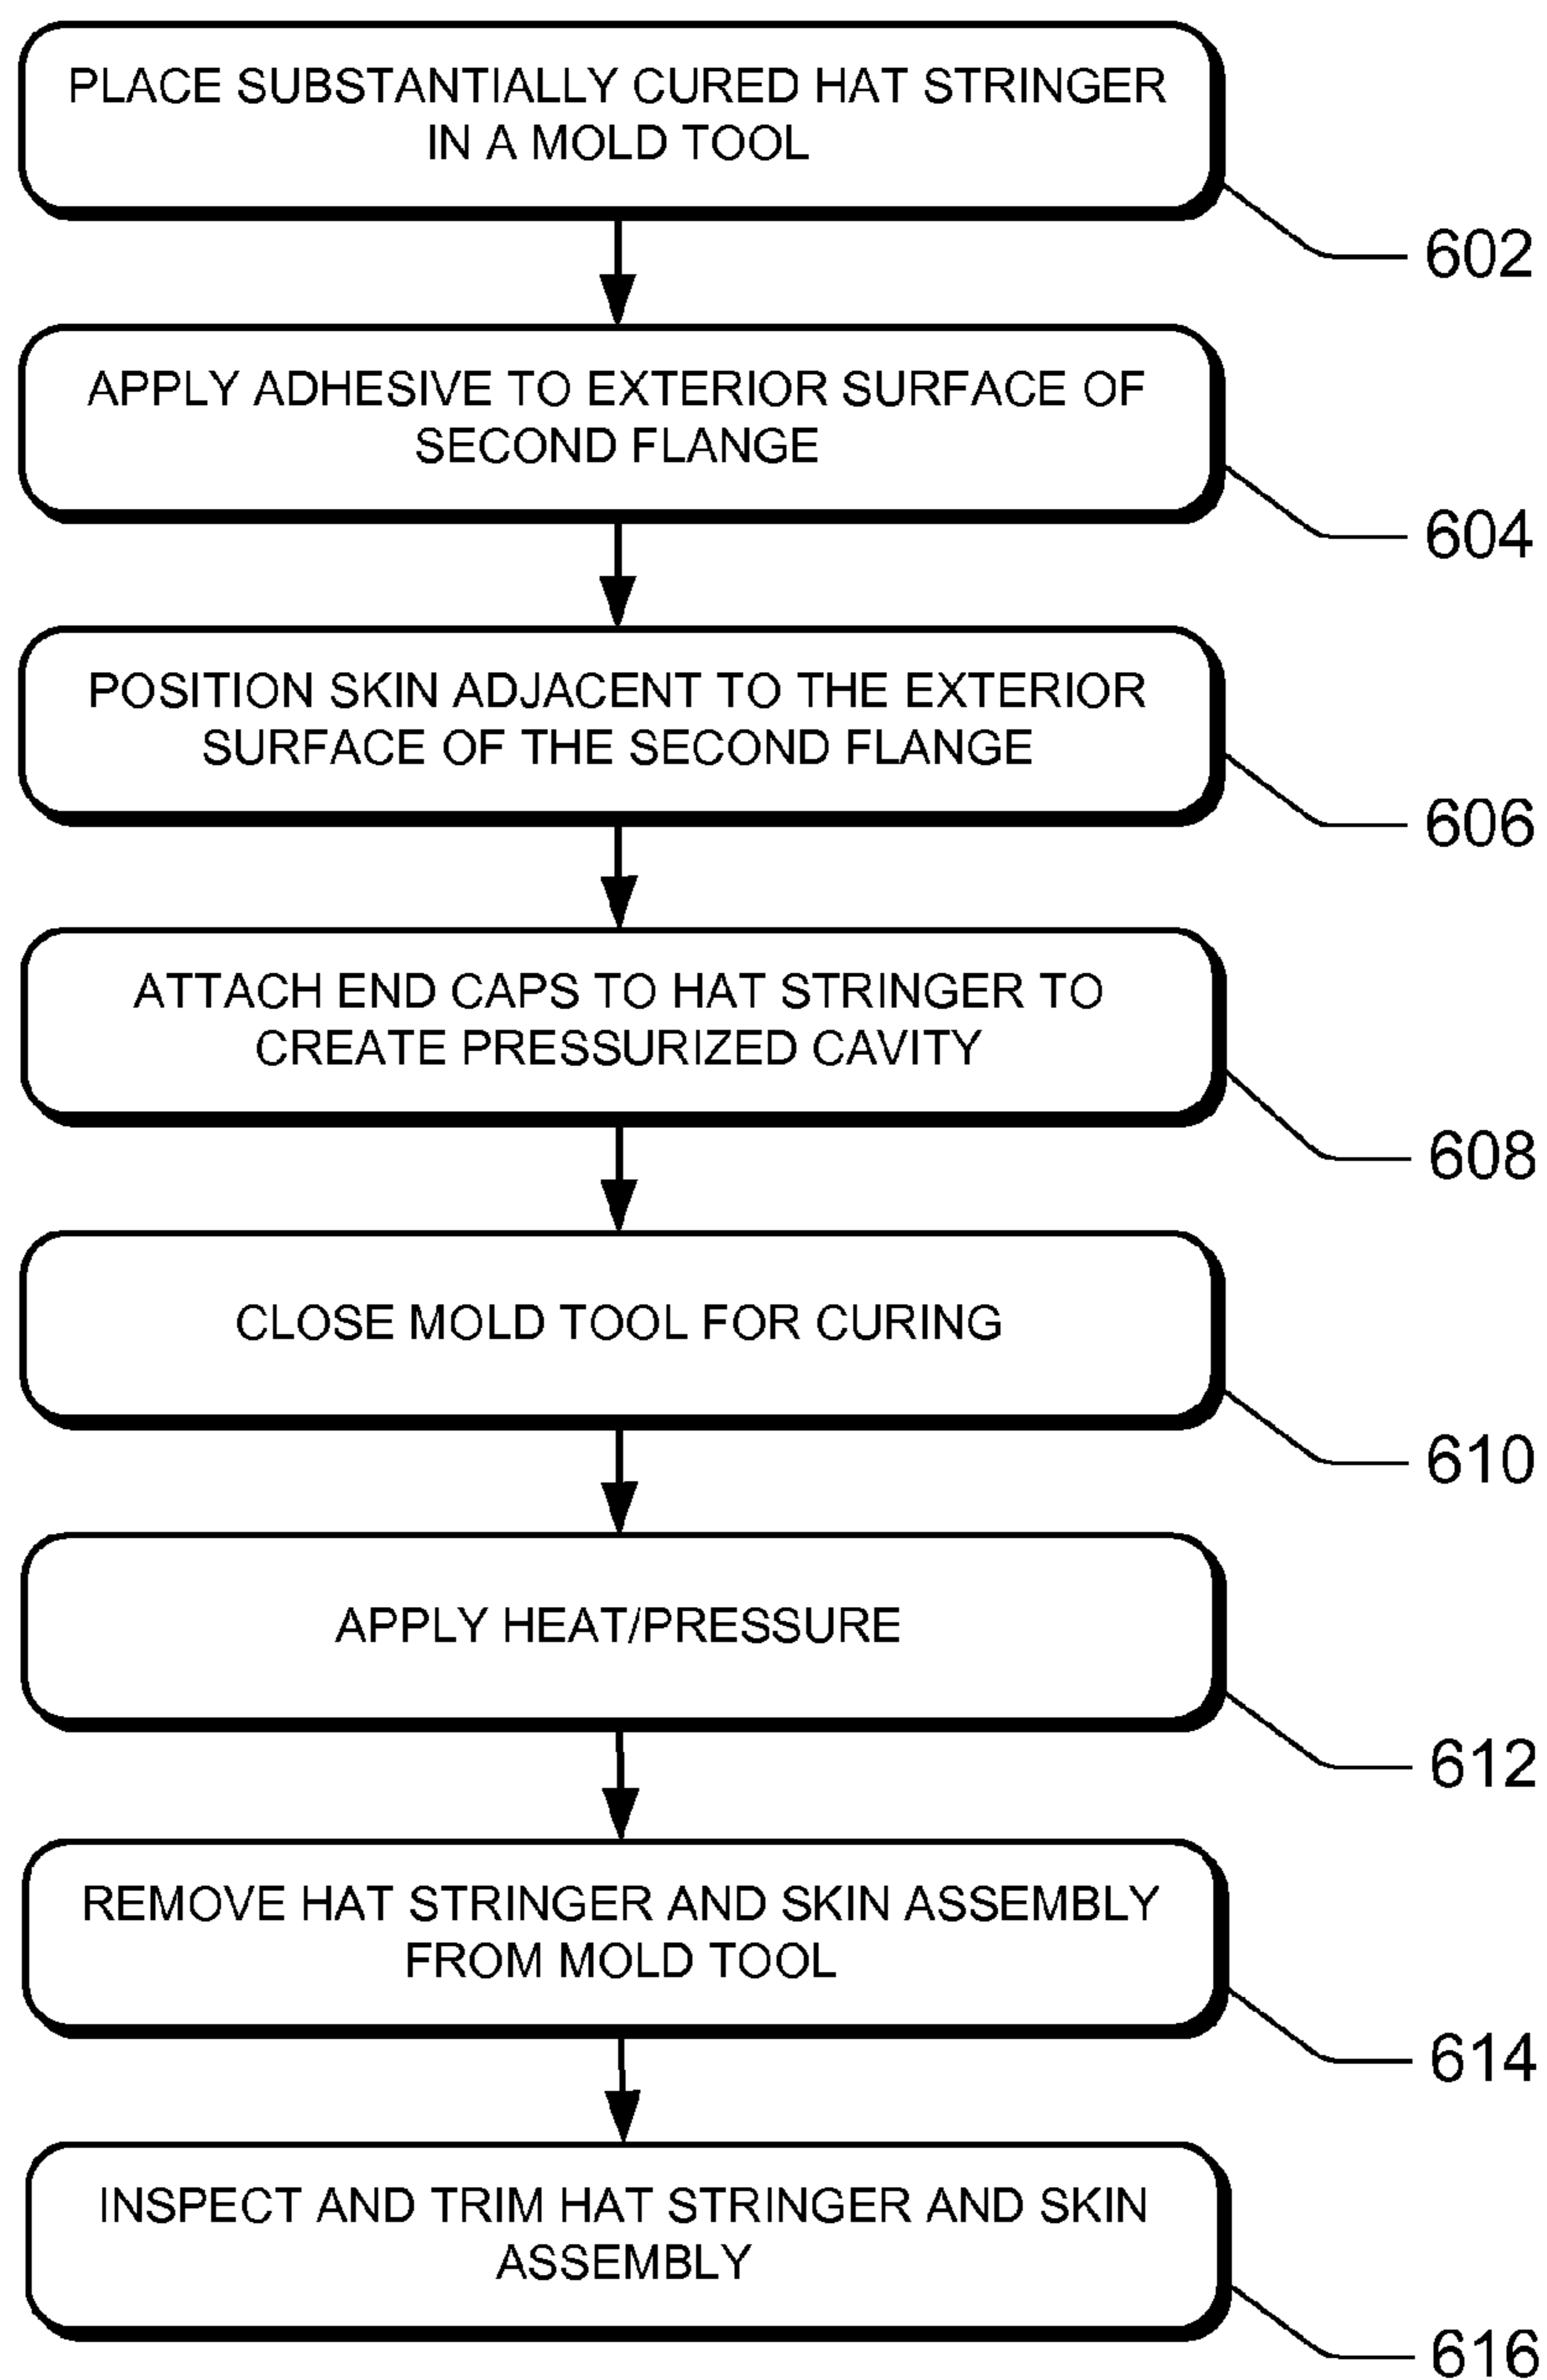 PLACE SUBSTANTIALLY CURED HAT STRINGER
IN A MOLD TOOL
602
APPLY ADHESIVE TO EXTERIOR SURFACE OF
SECOND FLANGE
604
POSITION SKIN ADJACENT TO THE EXTERIOR
SURFACE OF THE SECOND FLANGE
606
ATTACH END CAPS TO HAT STRINGER TO
CREATE PRESSURIZED CAVITY
608
CLOSE MOLD TOOL FOR CURING
610
APPLY HEAT/PRESSURE
612
REMOVE HAT STRINGER AND SKIN ASSEMBLY
FROM MOLD TOOL
614
INSPECT AND TRIM HAT STRINGER AND SKIN
ASSEMBLY
616